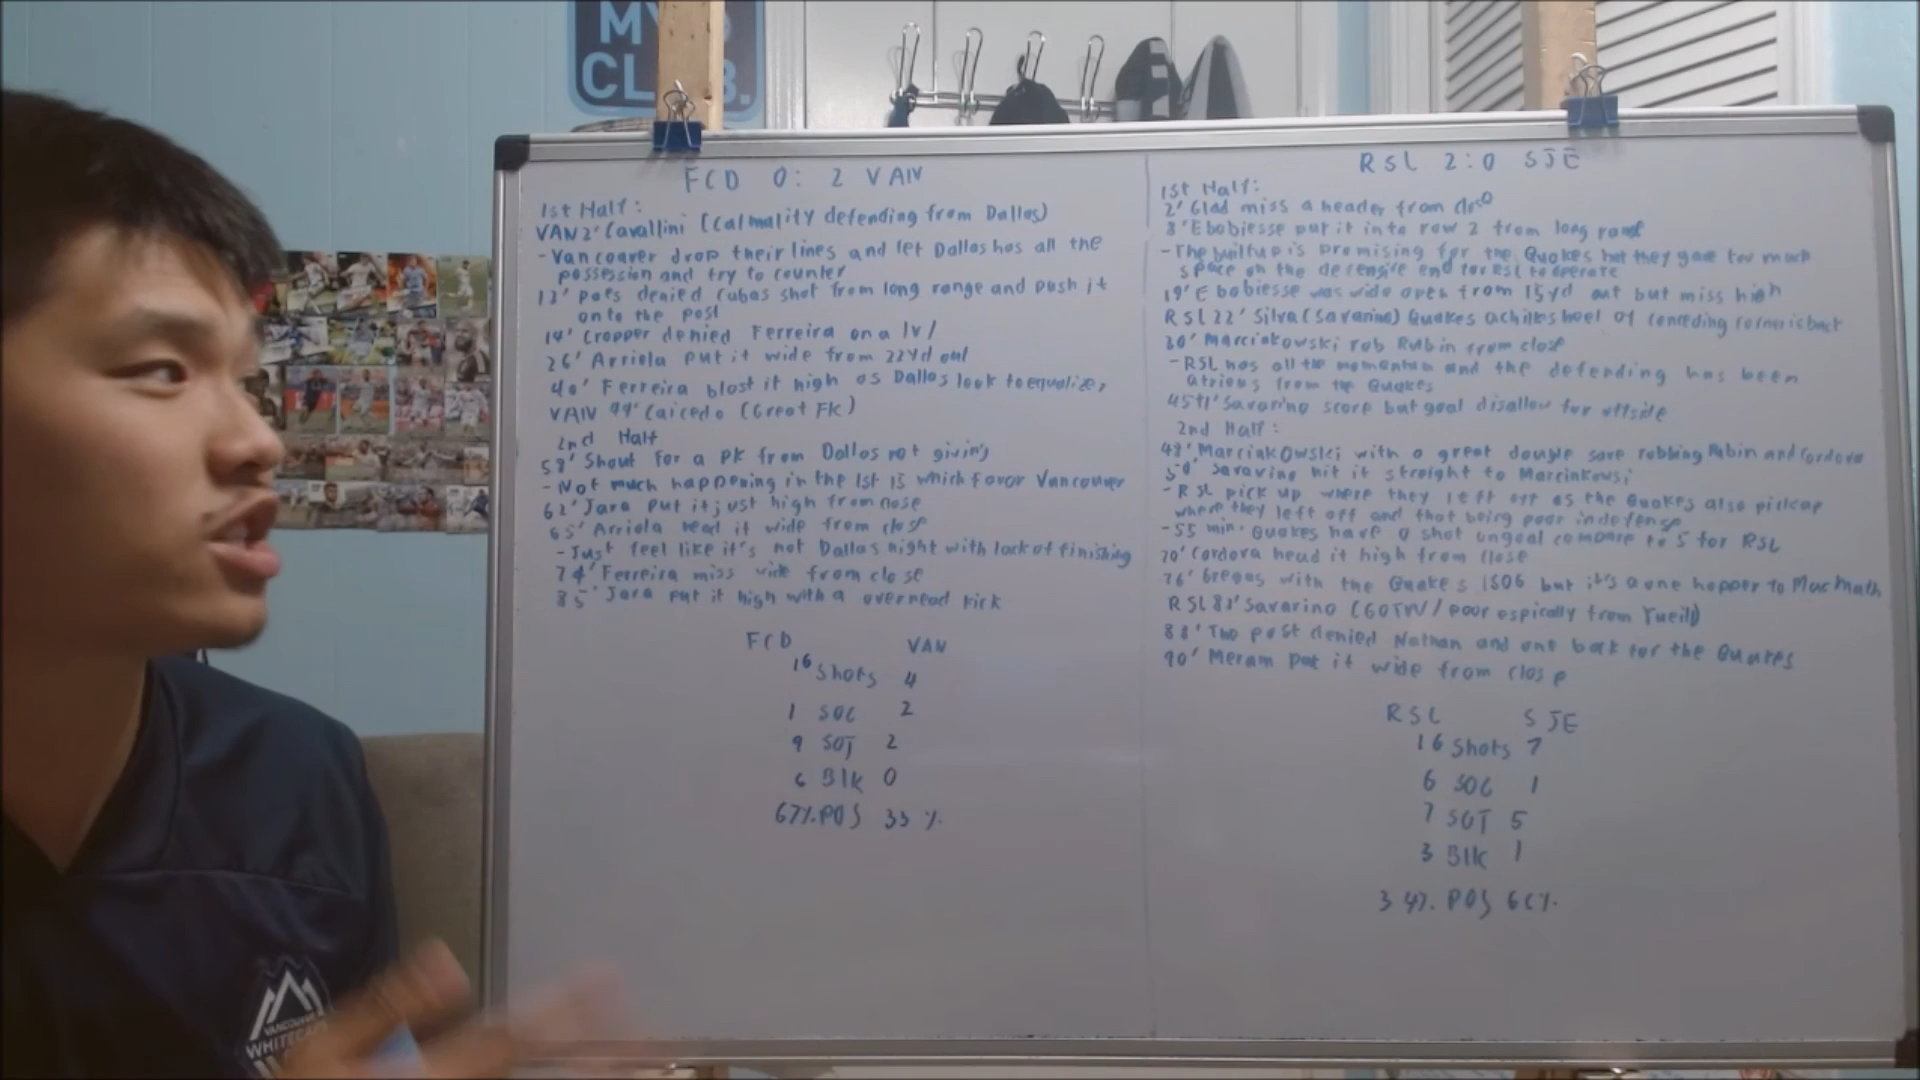 MY
CLUB.
FCD 0:2 VAN
1st Half:
VAN 2' Cavallini (Calmality defending from Dallas)
- Vancouver drop their lines and let Dallas has all the
possession and try to counter
13' Paes denied Cubas shot from long range and push it
onto the post
14' Cropper denied Ferreira on a 1v1
26' Arriola put it wide from 22yd out
40' Ferreira blast it high as Dallas look to equalize,
VAN 44' Caicedo (Great FK)
2nd Half
58' Shout for a PK from Dallas not giving
- Not much happening in the 1st 15 which favor Vancouver
62' Jara put it just high from close
65' Arriola head it wide from close
- Just feel like it's not Dallas night with lack of finishing
74' Ferreira miss wide from close
85' Jara put it high with a overhead kick
FCD VAN
16 Shots 4
1 SOG 2
9 SOT 2
6 Blk 0
67% POS 33%
RSL 2:0 SJE
1st Half:
2' Glad miss a header from close
8' Ebobiesse put it into row Z from long range
- The builtup is promising for the Quakes but they gave too much
space on the defensive end for RSL to operate
19' Ebobiesse was wide open from 15yd out but miss high
RSL 22' Silva (Savarino) Quakes achilles heel of conceding corner is back
30' Marcinkowski rob Rubin from close
- RSL has all the momentum and the defending has been
atrious from the Quakes
45+1' Savarino score but goal disallow for offside
2nd Half:
48' Marcinkowski with a great double save robbing Rubin and Cordova
50' Savarino hit it straight to Marcinkowsi
- RSL pick up where they left off as the Quakes also pickup
where they left off and that being poor in defense
- 55 min. Quakes have 0 shot ongoal compare to 5 for RSL
70' Cordova head it high from close
76' Gregus with the Quakes 1SOG but it's a one hopper to MacMath
RSL 83' Savarino (GOTW / poor espically from Yueill)
88' The post denied Nathan and one back for the Quakes
90' Meram put it wide from close
RSL SJE
16 Shots 7
6 SOG 1
7 SOT 5
3 Blk 1
34% POS 66%
VANCOUVER
WHITECAPS